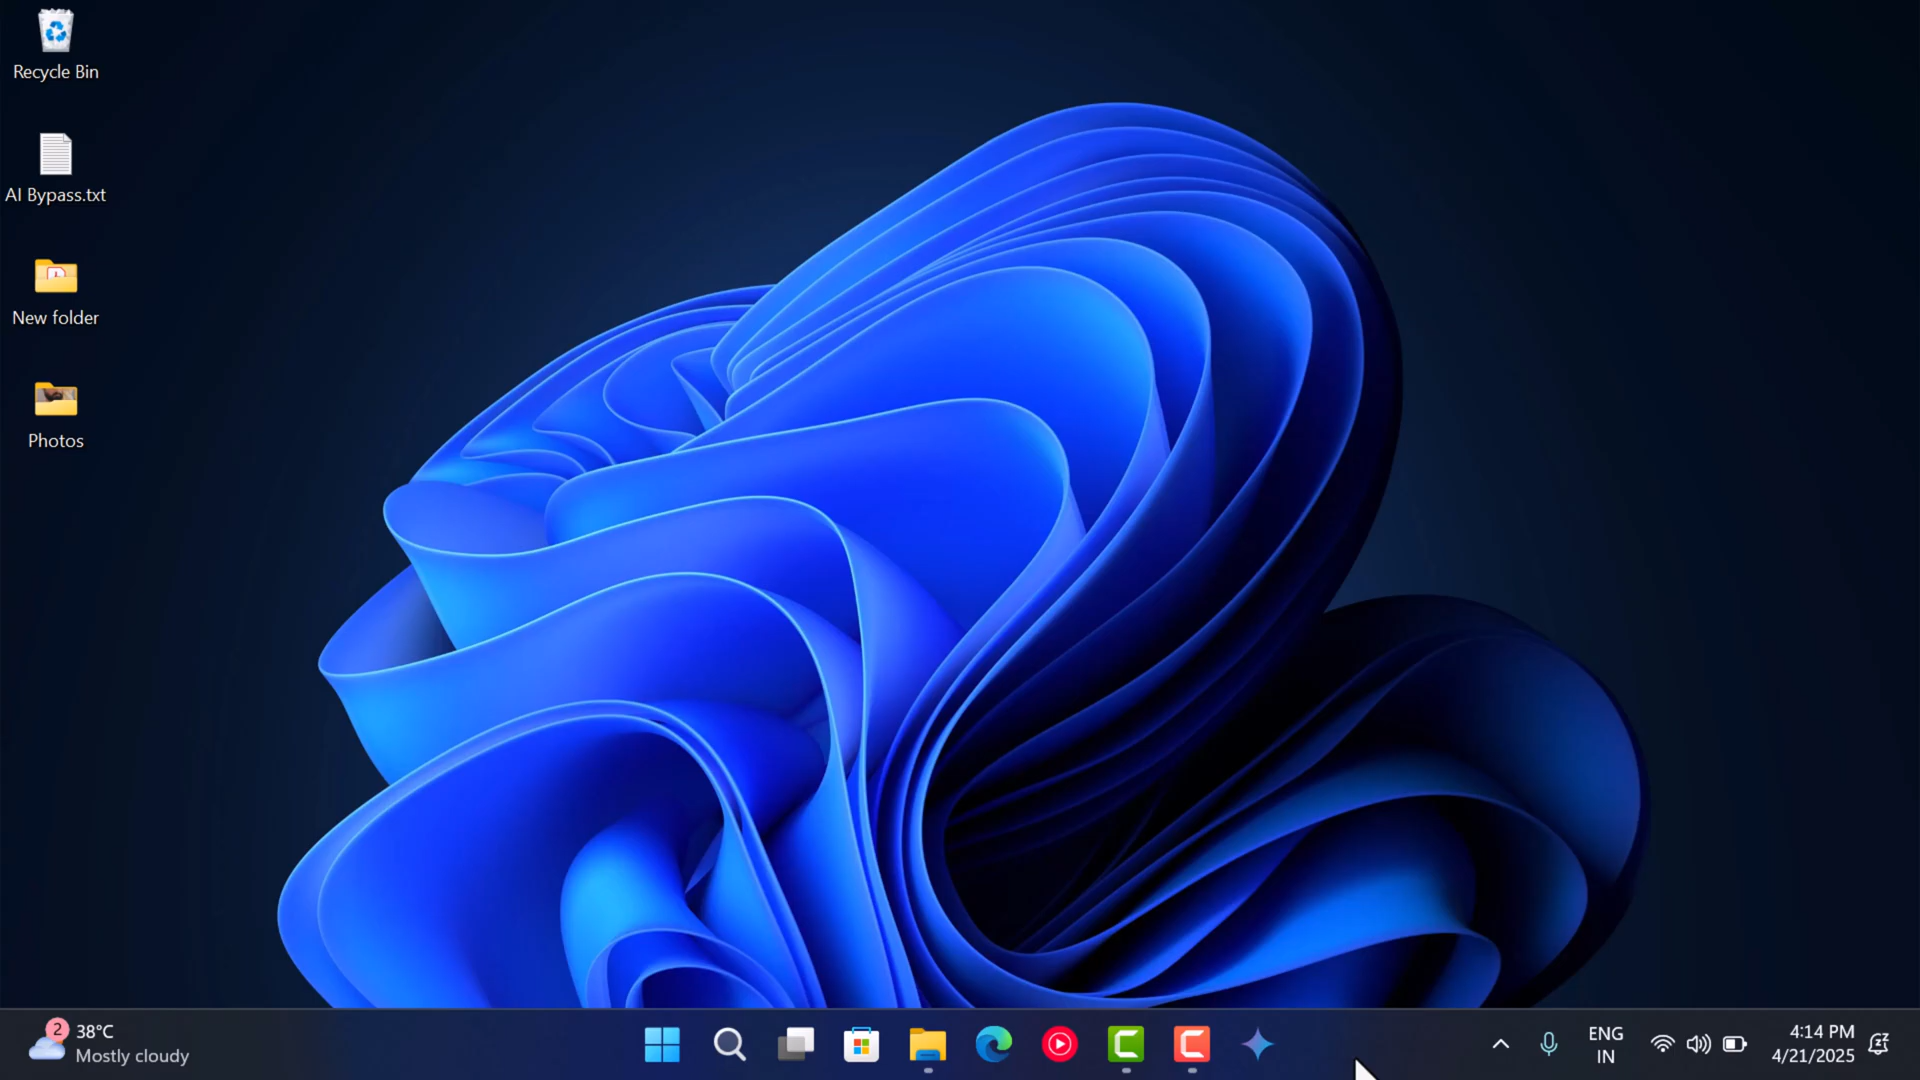 Recycle Bin
AI Bypass.txt
New folder
Photos
2
38°C
Mostly cloudy
ENG
IN
4:14 PM
4/21/2025